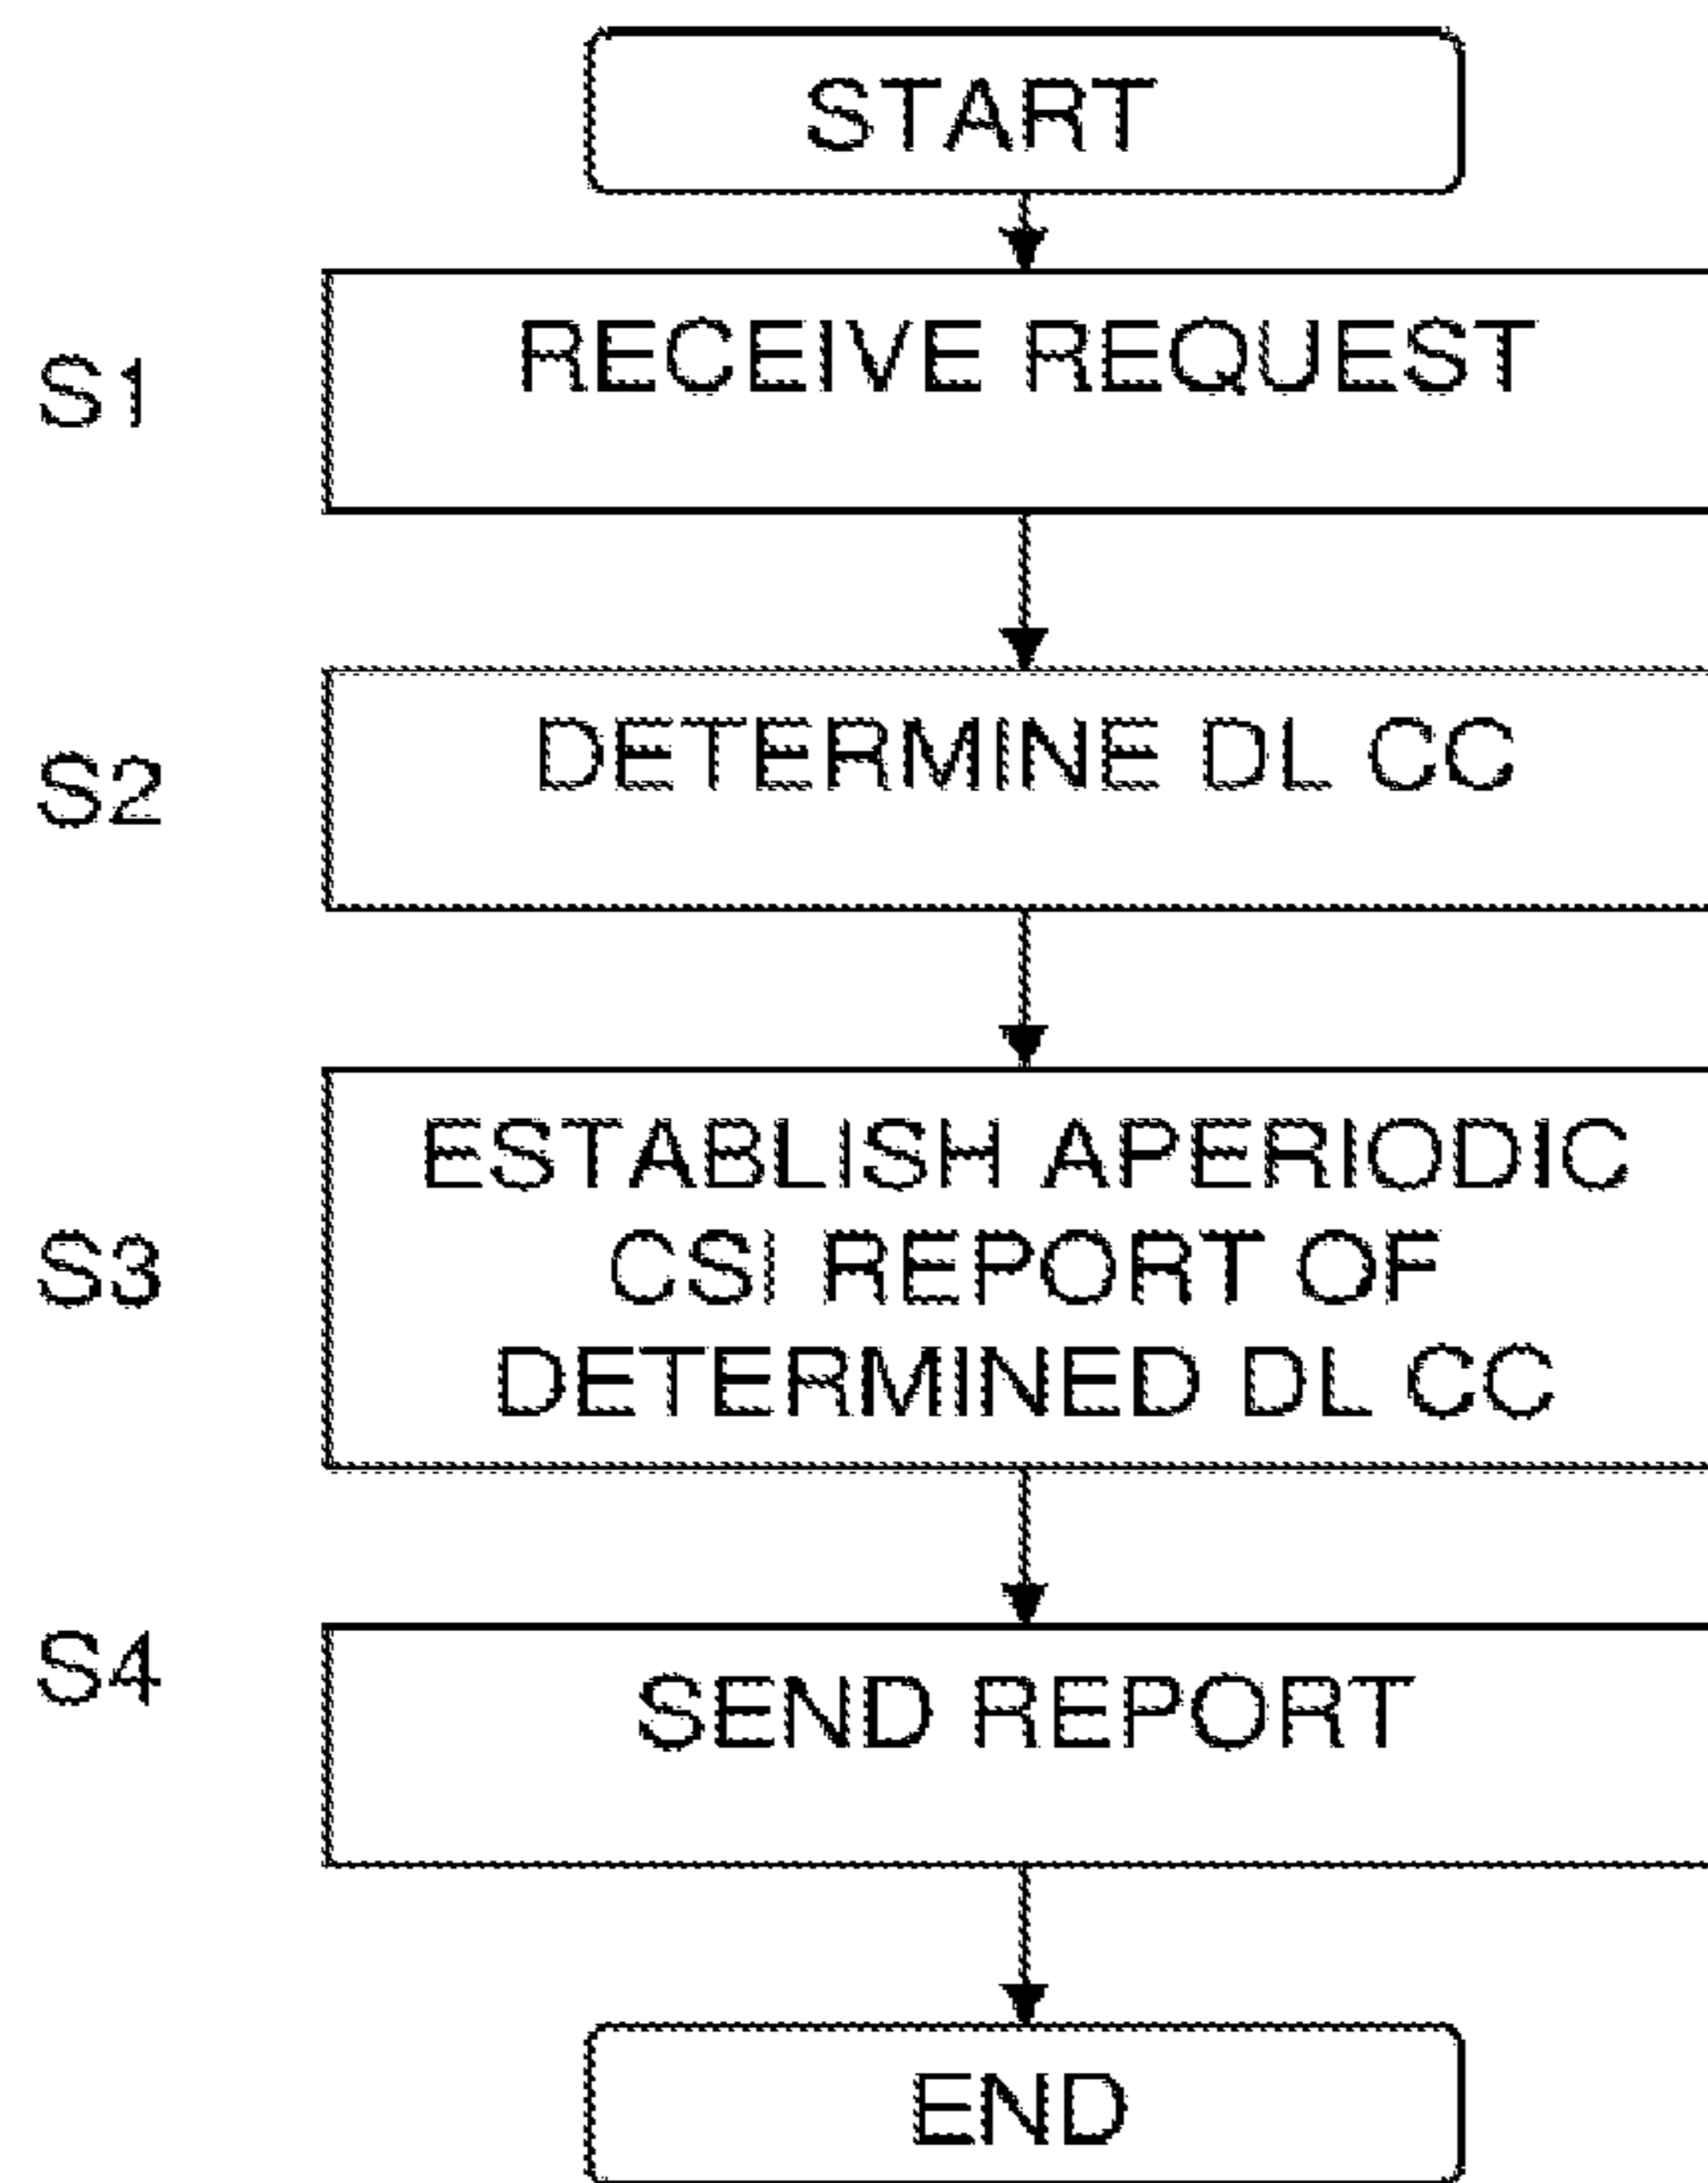 START
S1
RECEIVE REQUEST
S2
DETERMINE DL CC
S3
ESTABLISH APERIODIC
CSI REPORT OF
DETERMINED DL CC
S4
SEND REPORT
END